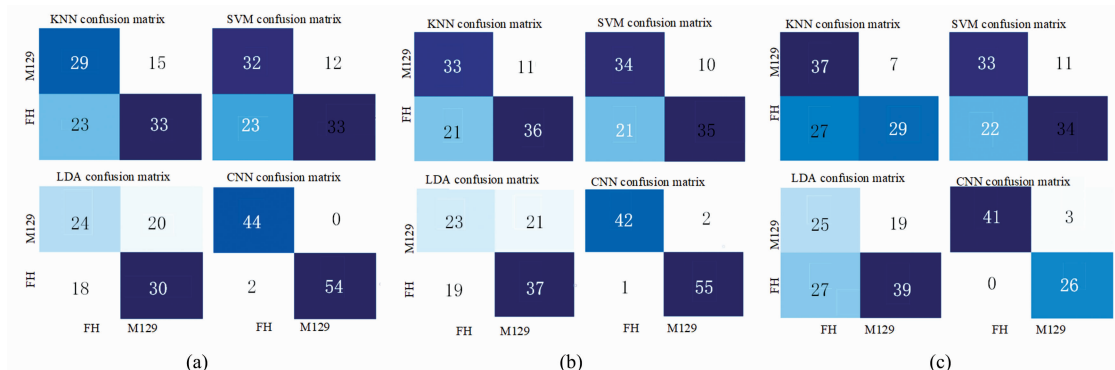 KNN confusion matrix SVM confusion matrix
M129 29 15 32 12
FH 23 33 23 33
LDA confusion matrix CNN confusion matrix
M129 24 20 44 0
FH 18 30 2 54
FH M129 FH M129
(a)
KNN confusion matrix SVM confusion matrix
M129 33 11 34 10
FH 21 36 21 35
LDA confusion matrix CNN confusion matrix
M129 23 21 42 2
FH 19 37 1 55
FH M129 FH M129
(b)
KNN confusion matrix SVM confusion matrix
M129 37 7 33 11
FH 27 29 22 34
LDA confusion matrix CNN confusion matrix
M129 25 19 41 3
FH 27 39 0 26
FH M129 FH M129
(c)